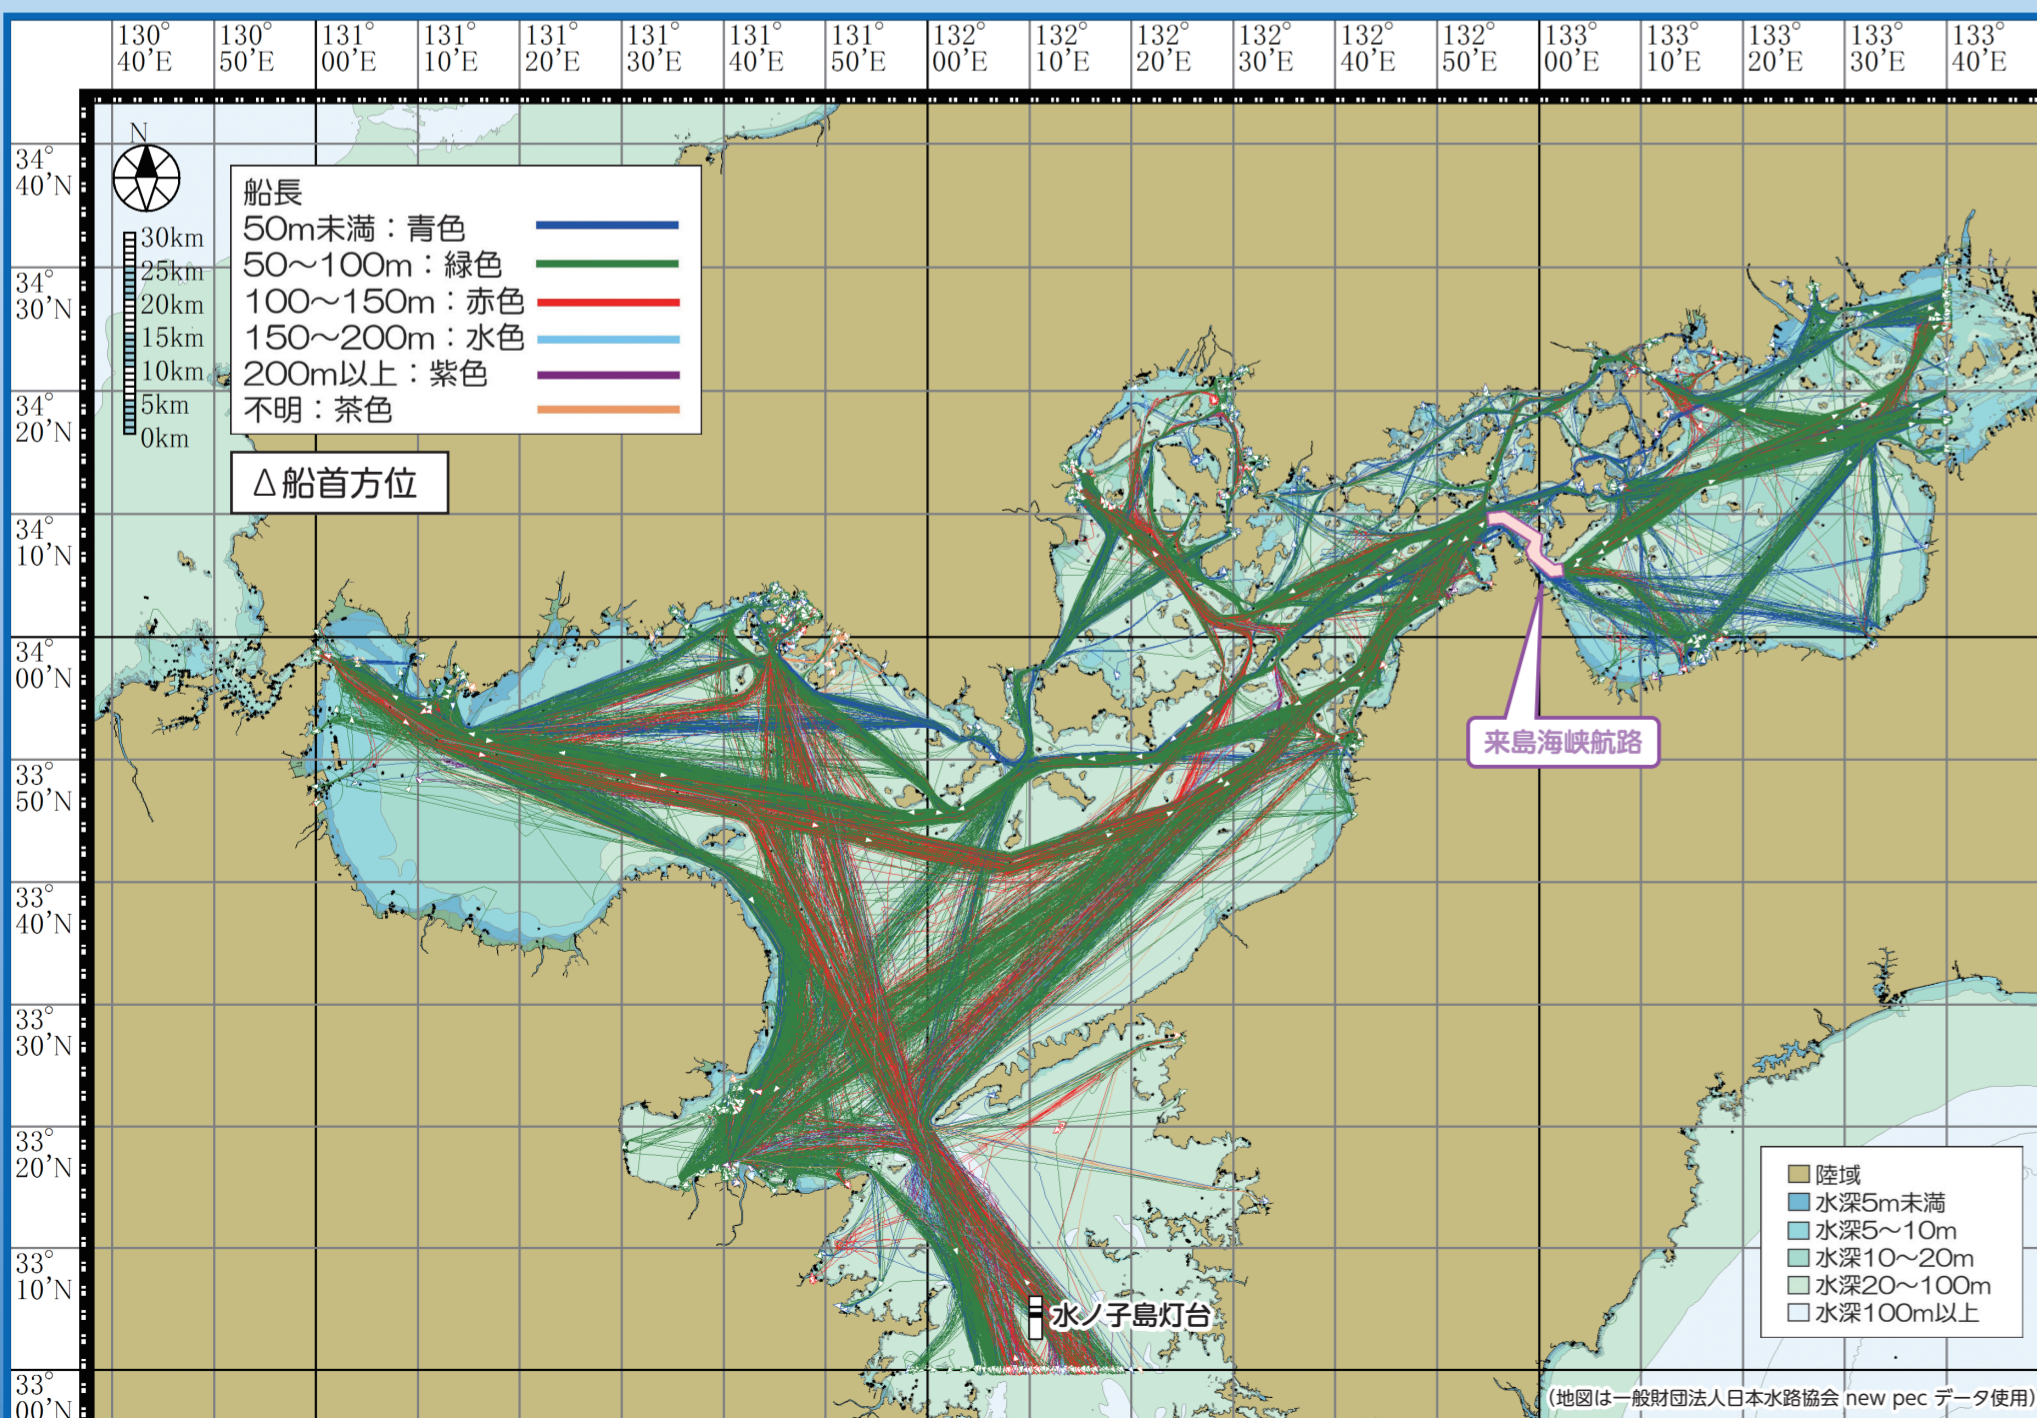 130° 130° 131° 131° 131° 131° 131° 131° 132° 132° 132° 132° 132° 132° 133° 133° 133° 133° 133°
40'E 50'E 00'E 10'E 20'E 30'E 40'E 50'E 00'E 10'E 20'E 30'E 40'E 50'E 00'E 10'E 20'E 30'E 40'E
N
30km
25km
20km
15km
10km
5km
0km
船長
50m未満：青色
50～100m：緑色
100～150m：赤色
150～200m：水色
200m以上：紫色
不明：茶色
△船首方位
34°
40'N
34°
30'N
34°
20'N
34°
10'N
34°
00'N
33°
50'N
33°
40'N
33°
30'N
33°
20'N
33°
10'N
33°
00'N
来島海峡航路
水ノ子島灯台
陸域
水深5m未満
水深5～10m
水深10～20m
水深20～100m
水深100m以上
(地図は一般財団法人日本水路協会 new pec データ使用)